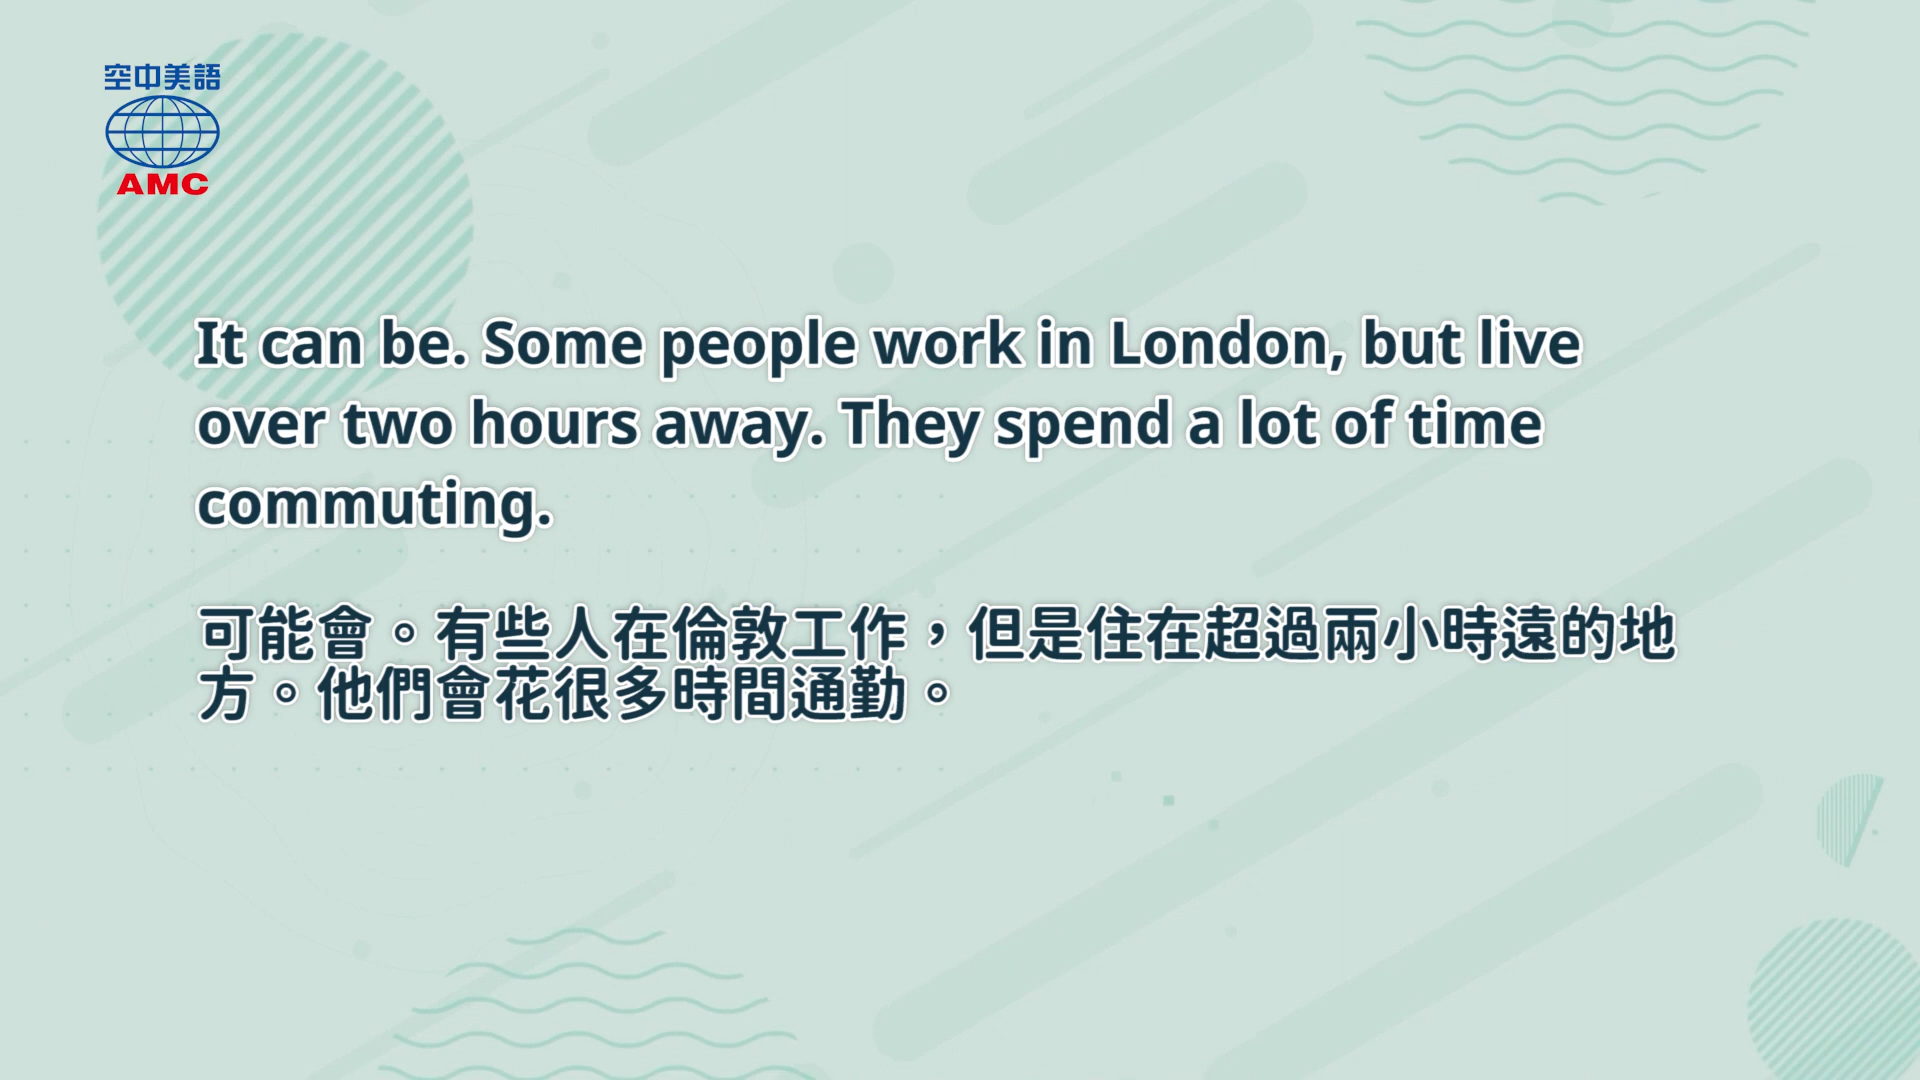 空中美語
AMC
It can be. Some people work in London, but live
over two hours away. They spend a lot of time
commuting.
可能會。有些人在倫敦工作，但是住在超過兩小時遠的地
方。他們會花很多時間通勤。